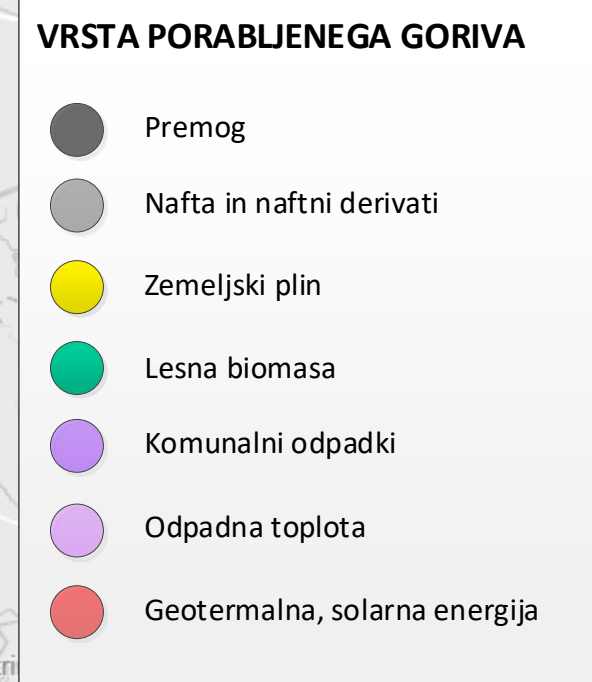 VRSTA PORABLJENEGA GORIVA
Premog
Nafta in naftni derivati
Zemeljski plin
Lesna biomasa
Komunalni odpadki
Odpadna toplota
Geotermalna, solarna energija